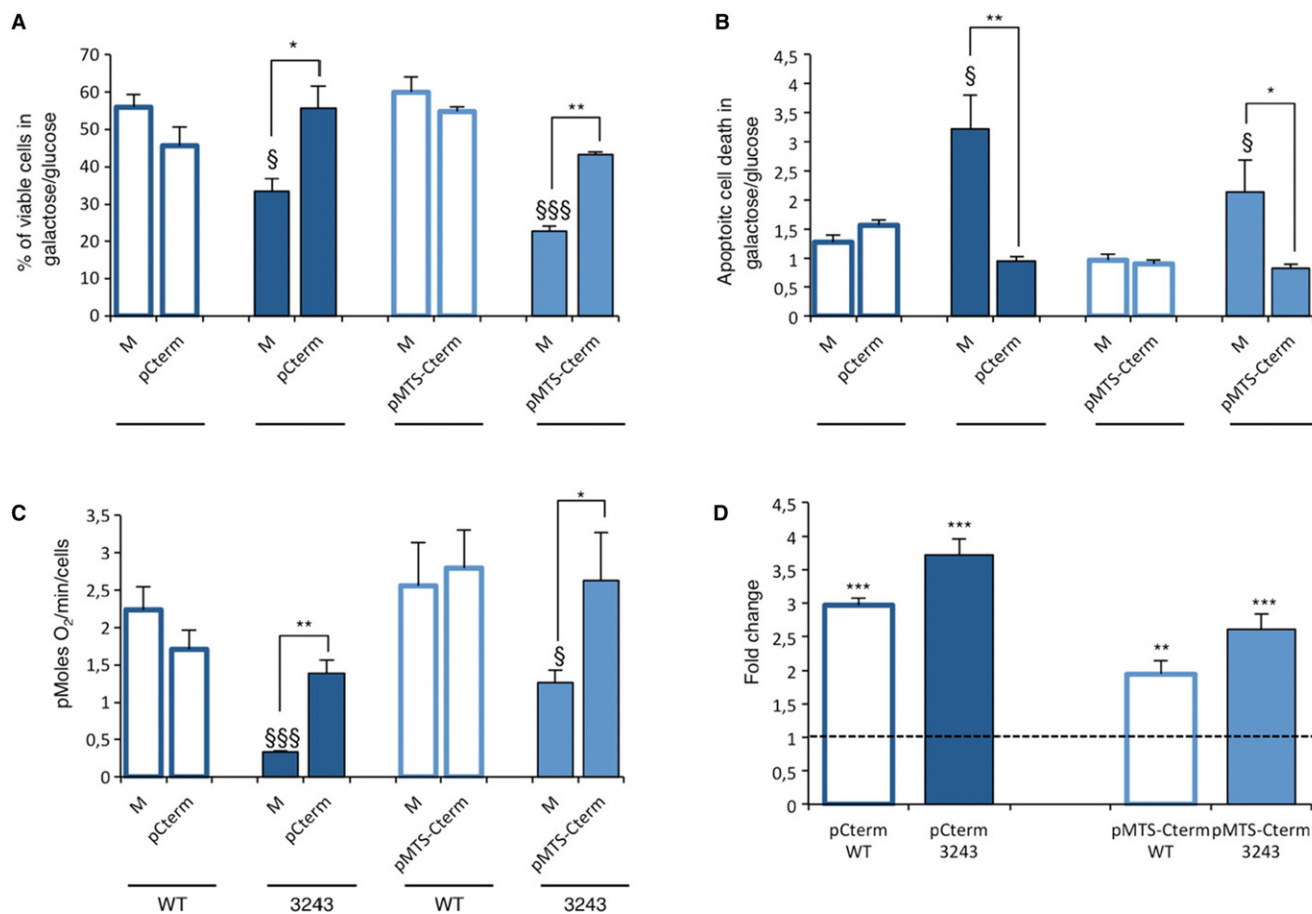 A
% of viable cells in
galactose/glucose
70
60
50
40
30
20
10
0
*
§
**
§§§
M
pCterm
M
pCterm
M
pMTS-Cterm
M
pMTS-Cterm
B
Apoptoitc cell death in
galactose/glucose
4,5
4
3,5
3
2,5
2
1,5
1
0,5
0
**
§
*
§
M
pCterm
M
pCterm
M
pMTS-Cterm
M
pMTS-Cterm
C
pMoles O₂/min/cells
3,5
3
2,5
2
1,5
1
0,5
0
**
§§§
*
§
M
pCterm
M
pCterm
M
pMTS-Cterm
M
pMTS-Cterm
WT 3243 WT 3243
D
Fold change
4,5
4
3,5
3
2,5
2
1,5
1
0,5
0
***
***
**
***
pCterm pCterm pMTS-Cterm pMTS-Cterm
WT 3243 WT 3243